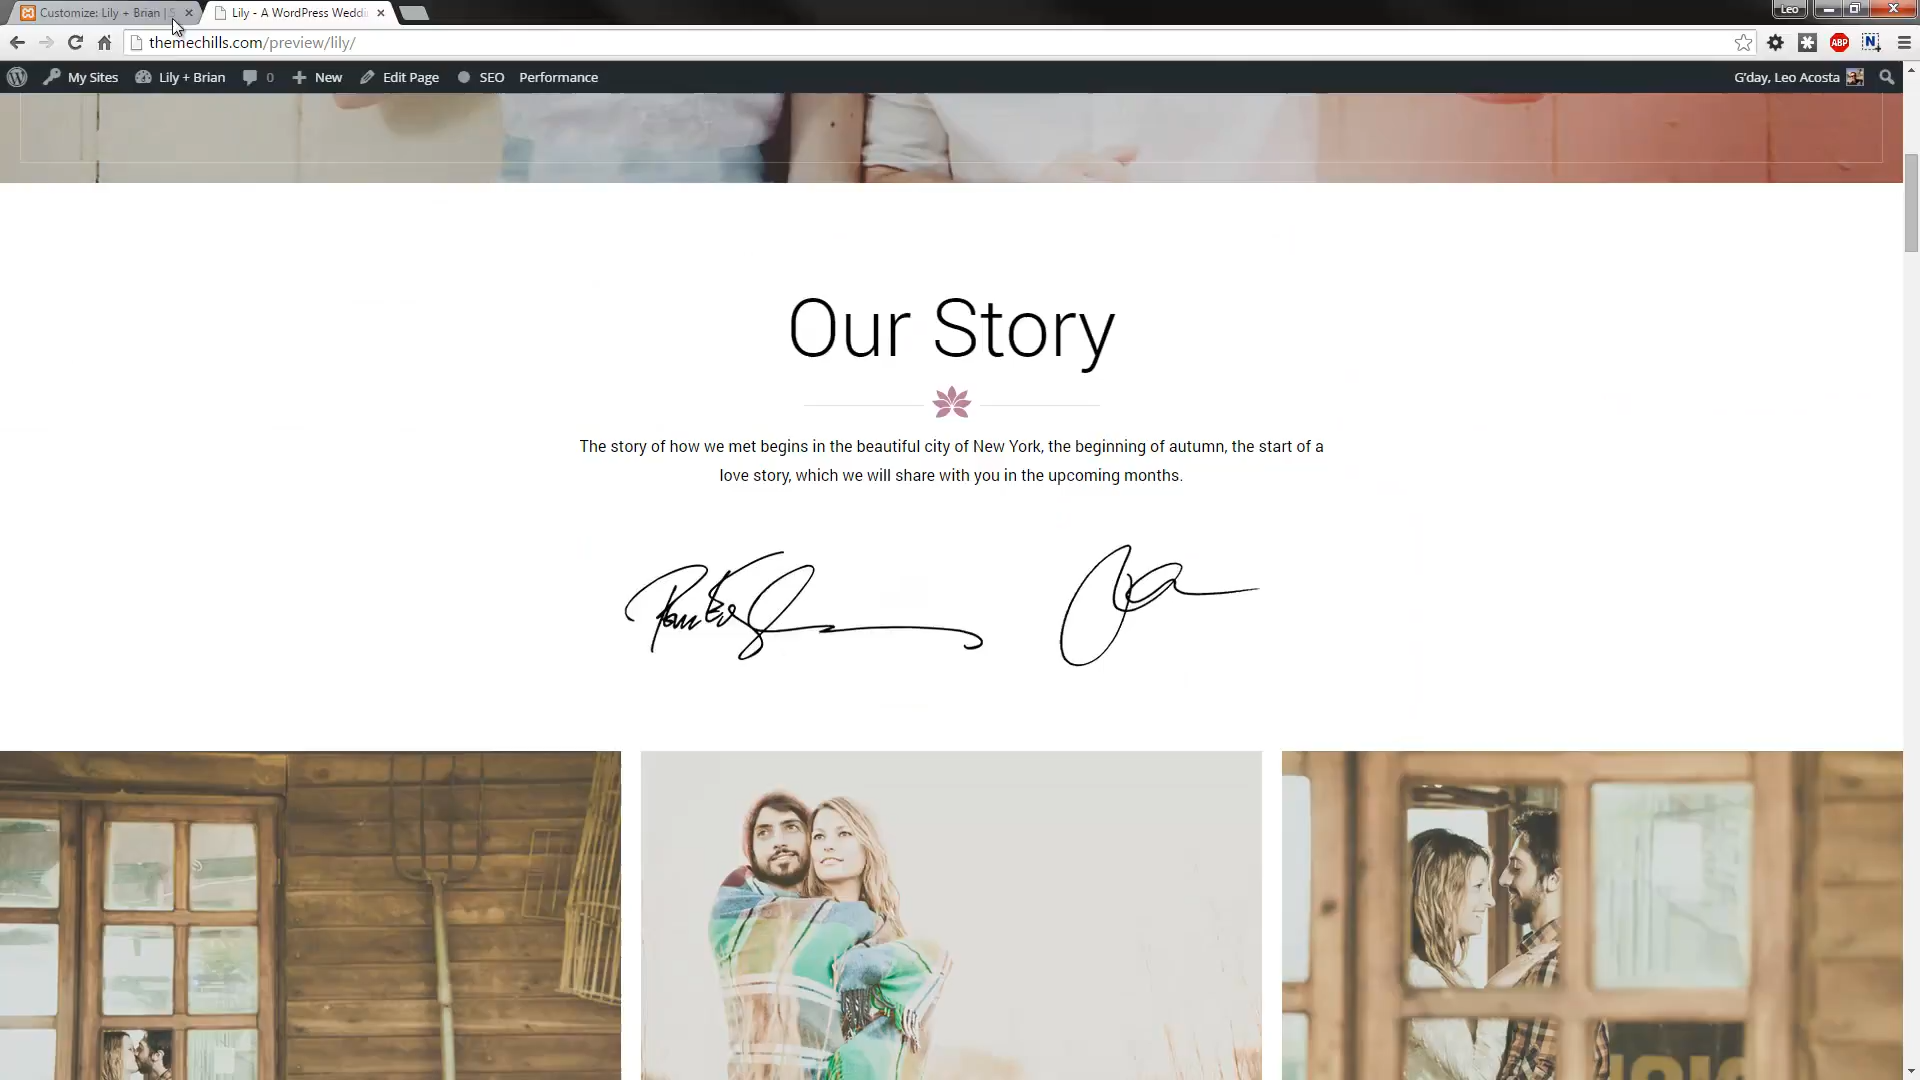 Customize: Lily + Brian | S
Lily - A WordPress Weddi
Leo
themechills.com/preview/lily/
ABP
N
My Sites
Lily + Brian
0
New
Edit Page
SEO
Performance
G'day, Leo Acosta
Our Story
The story of how we met begins in the beautiful city of New York, the beginning of autumn, the start of a
love story, which we will share with you in the upcoming months.